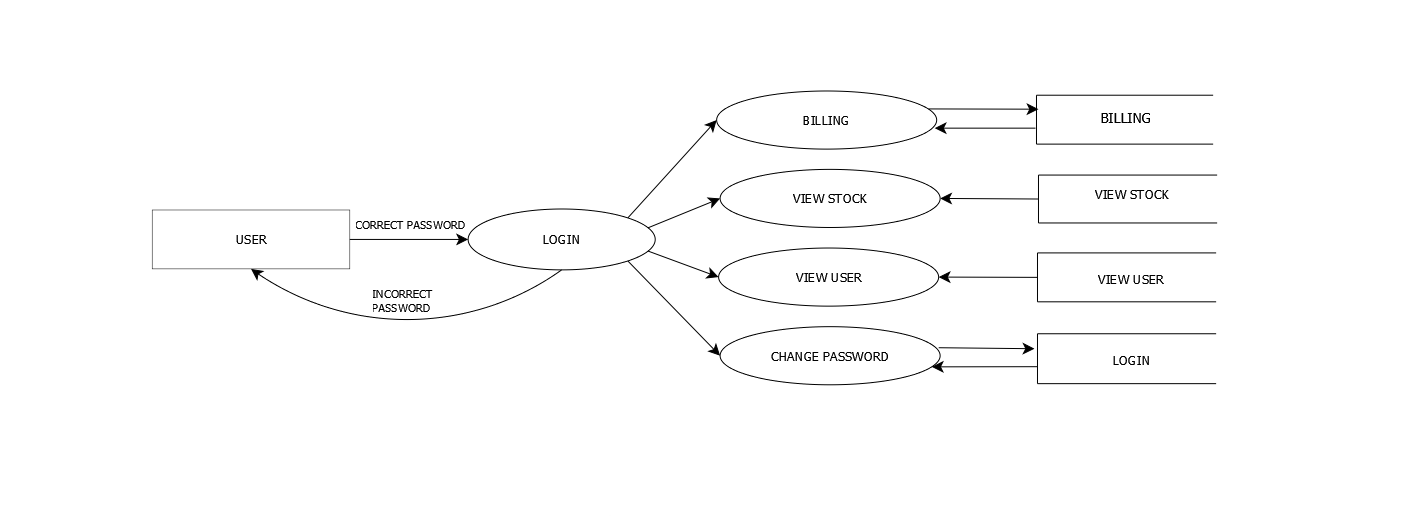 BILLING
BILLING
VIEW STOCK
VIEW STOCK
CORRECT PASSWORD
USER
LOGIN
VIEW USER
VIEW USER
INCORRECT
PASSWORD
CHANGE PASSWORD
LOGIN